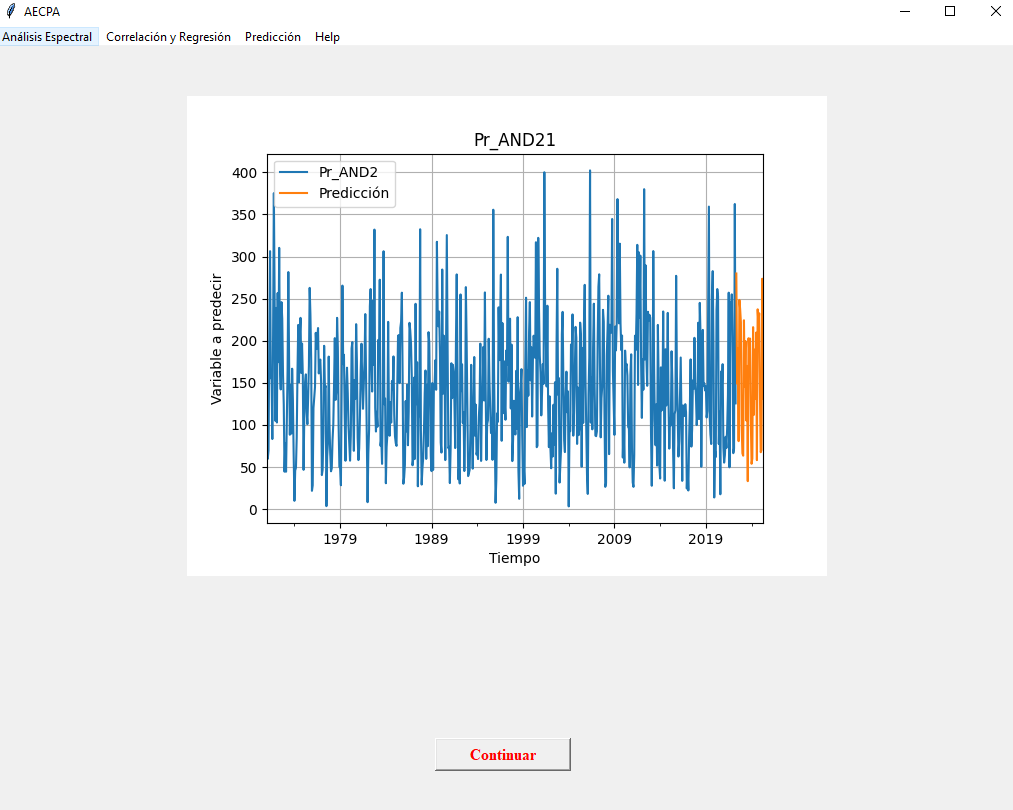 AECPA
Análisis Espectral Correlación y Regresión Predicción Help
Pr_AND21
Pr_AND2
Predicción
400
350
300
250
200
150
100
50
0
Variable a predecir
1979 1989 1999 2009 2019
Tiempo
Continuar